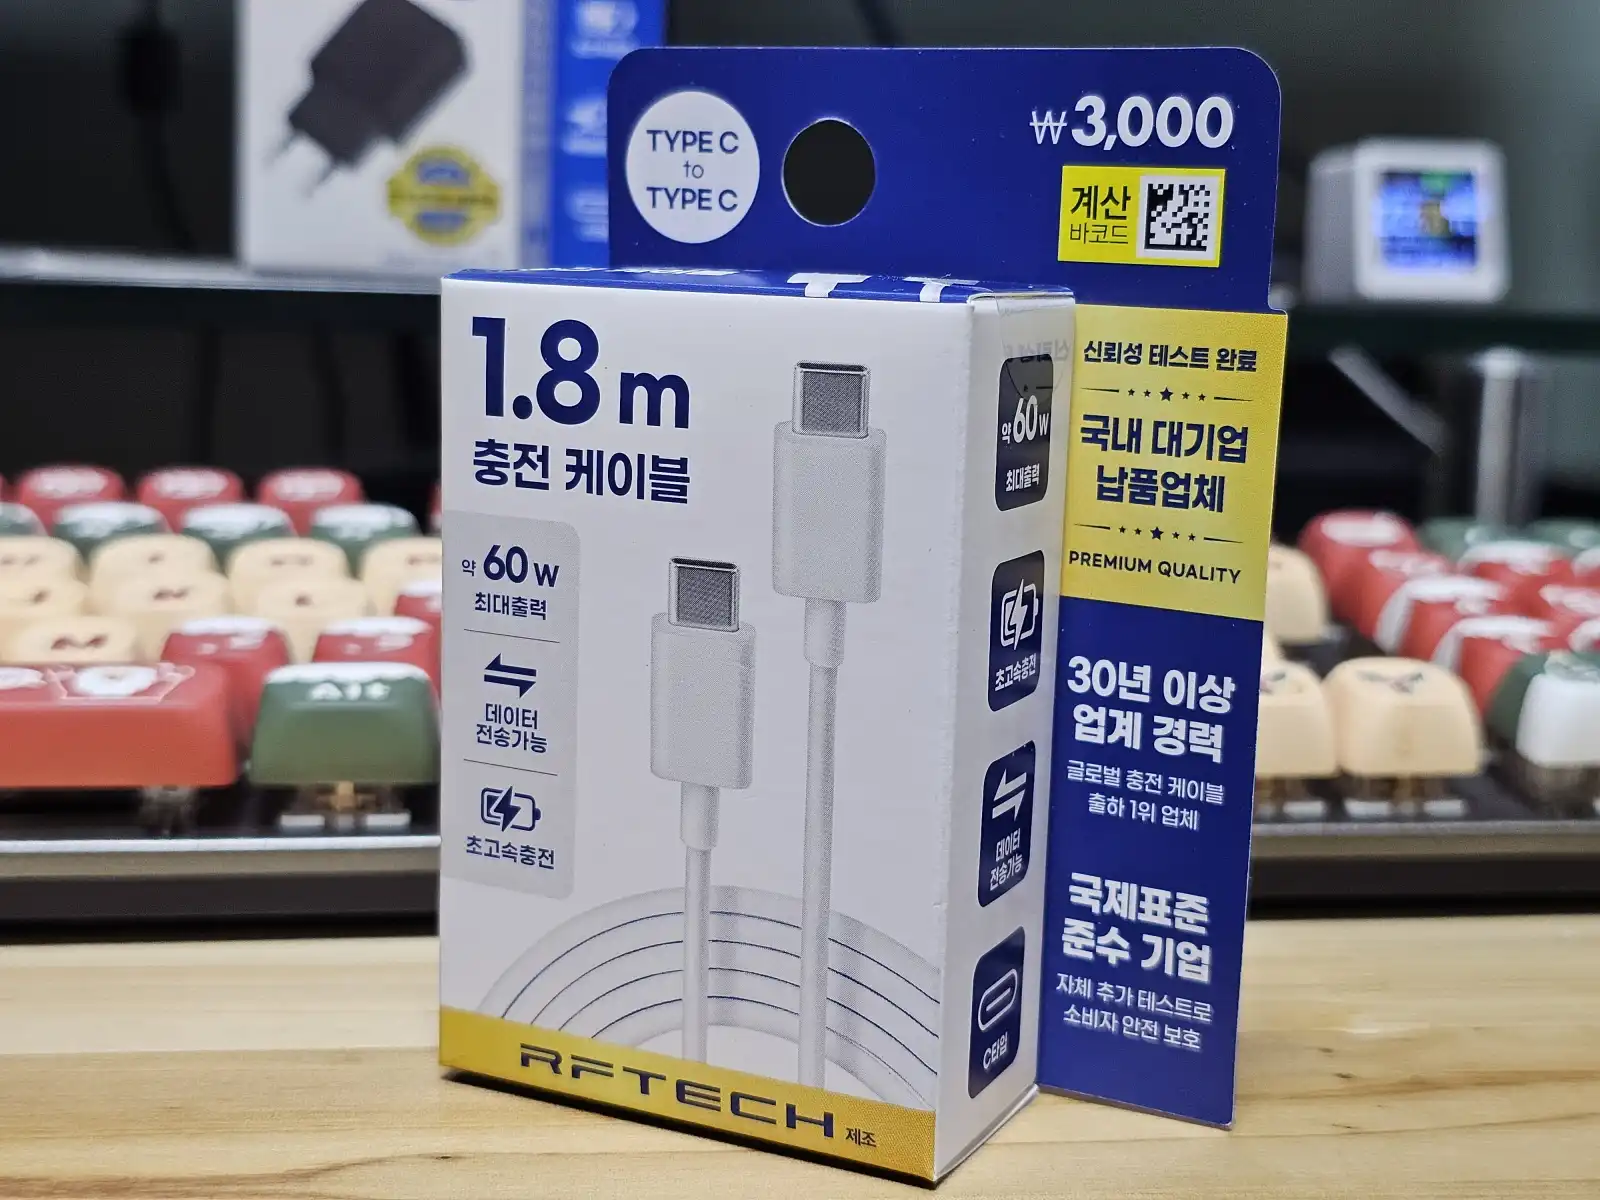 TYPE C
to
TYPE C
₩3,000
계산
바코드
1.8 m
충전 케이블
약 60 W
최대출력
데이터
전송가능
초고속충전
RFTECH 제조
약 60 W
최대출력
초고속충전
데이터
전송가능
C타입
신뢰성 테스트 완료
국내 대기업
납품업체
PREMIUM QUALITY
30년 이상
업계 경력
글로벌 충전 케이블
출하 1위 업체
국제표준
준수 기업
자체 추가 테스트로
소비자 안전 보호
Alt